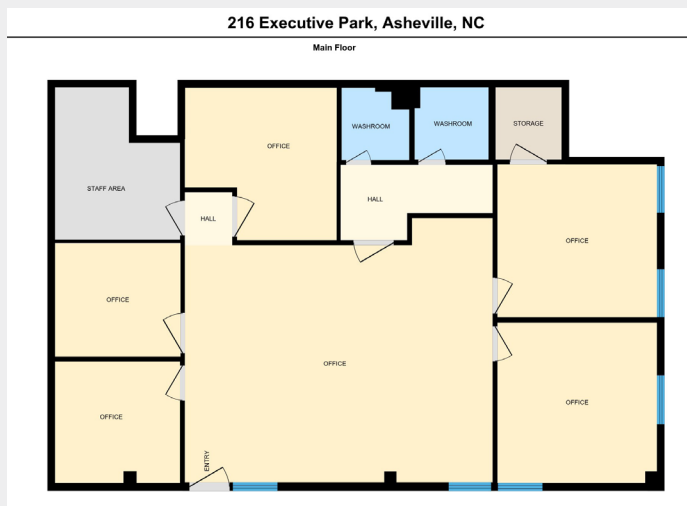 216 Executive Park, Asheville, NC
Main Floor
WASHROOM
WASHROOM
STORAGE
OFFICE
STAFF AREA
HALL
HALL
OFFICE
OFFICE
OFFICE
OFFICE
OFFICE
OFFICE
ENTRY